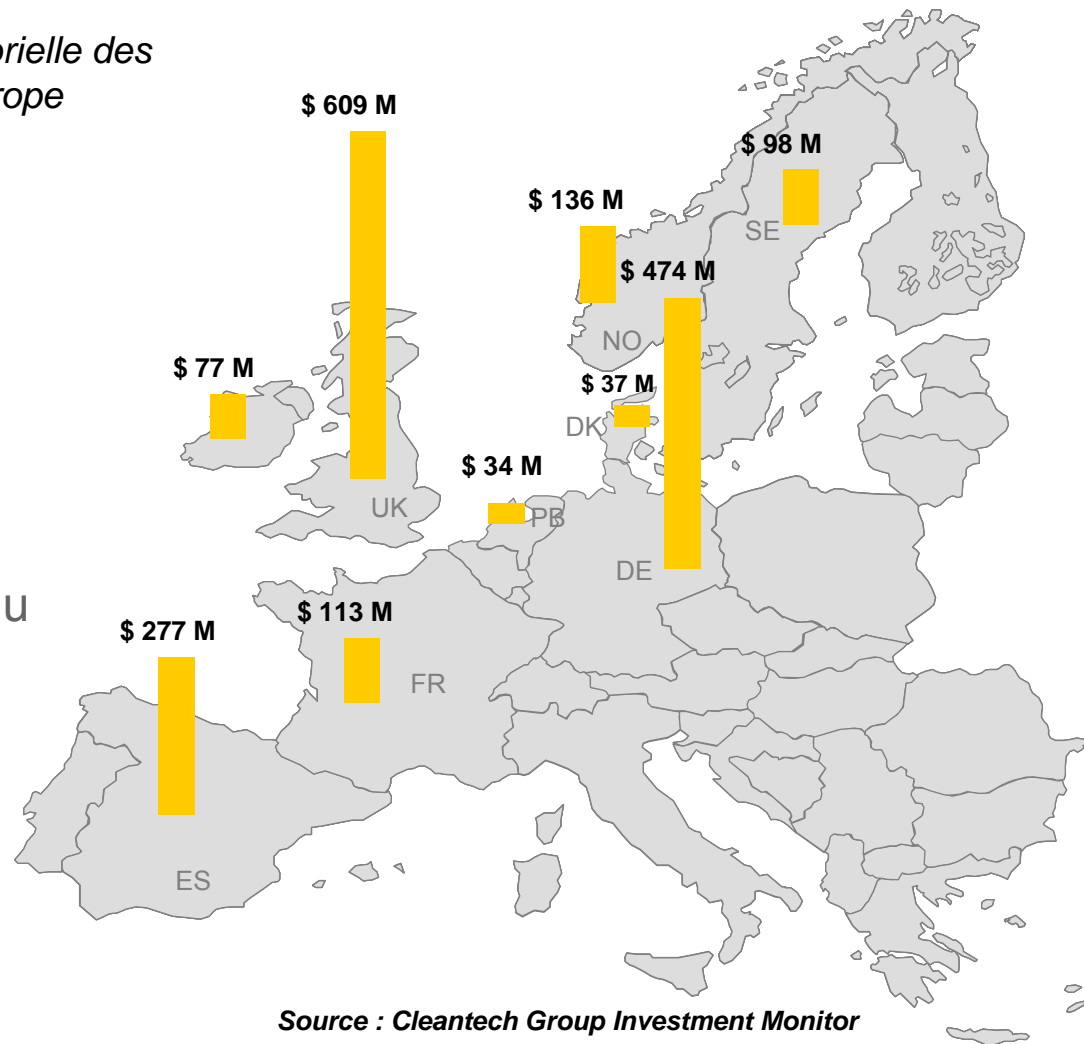 orielle des
rope
$ 609 M
$ 98 M
$ 136 M
SE
$ 474 M
NO
$ 77 M
$ 37 M
DK
$ 34 M
UK
PB
DE
u
$ 113 M
$ 277 M
FR
ES
Source : Cleantech Group Investment Monitor